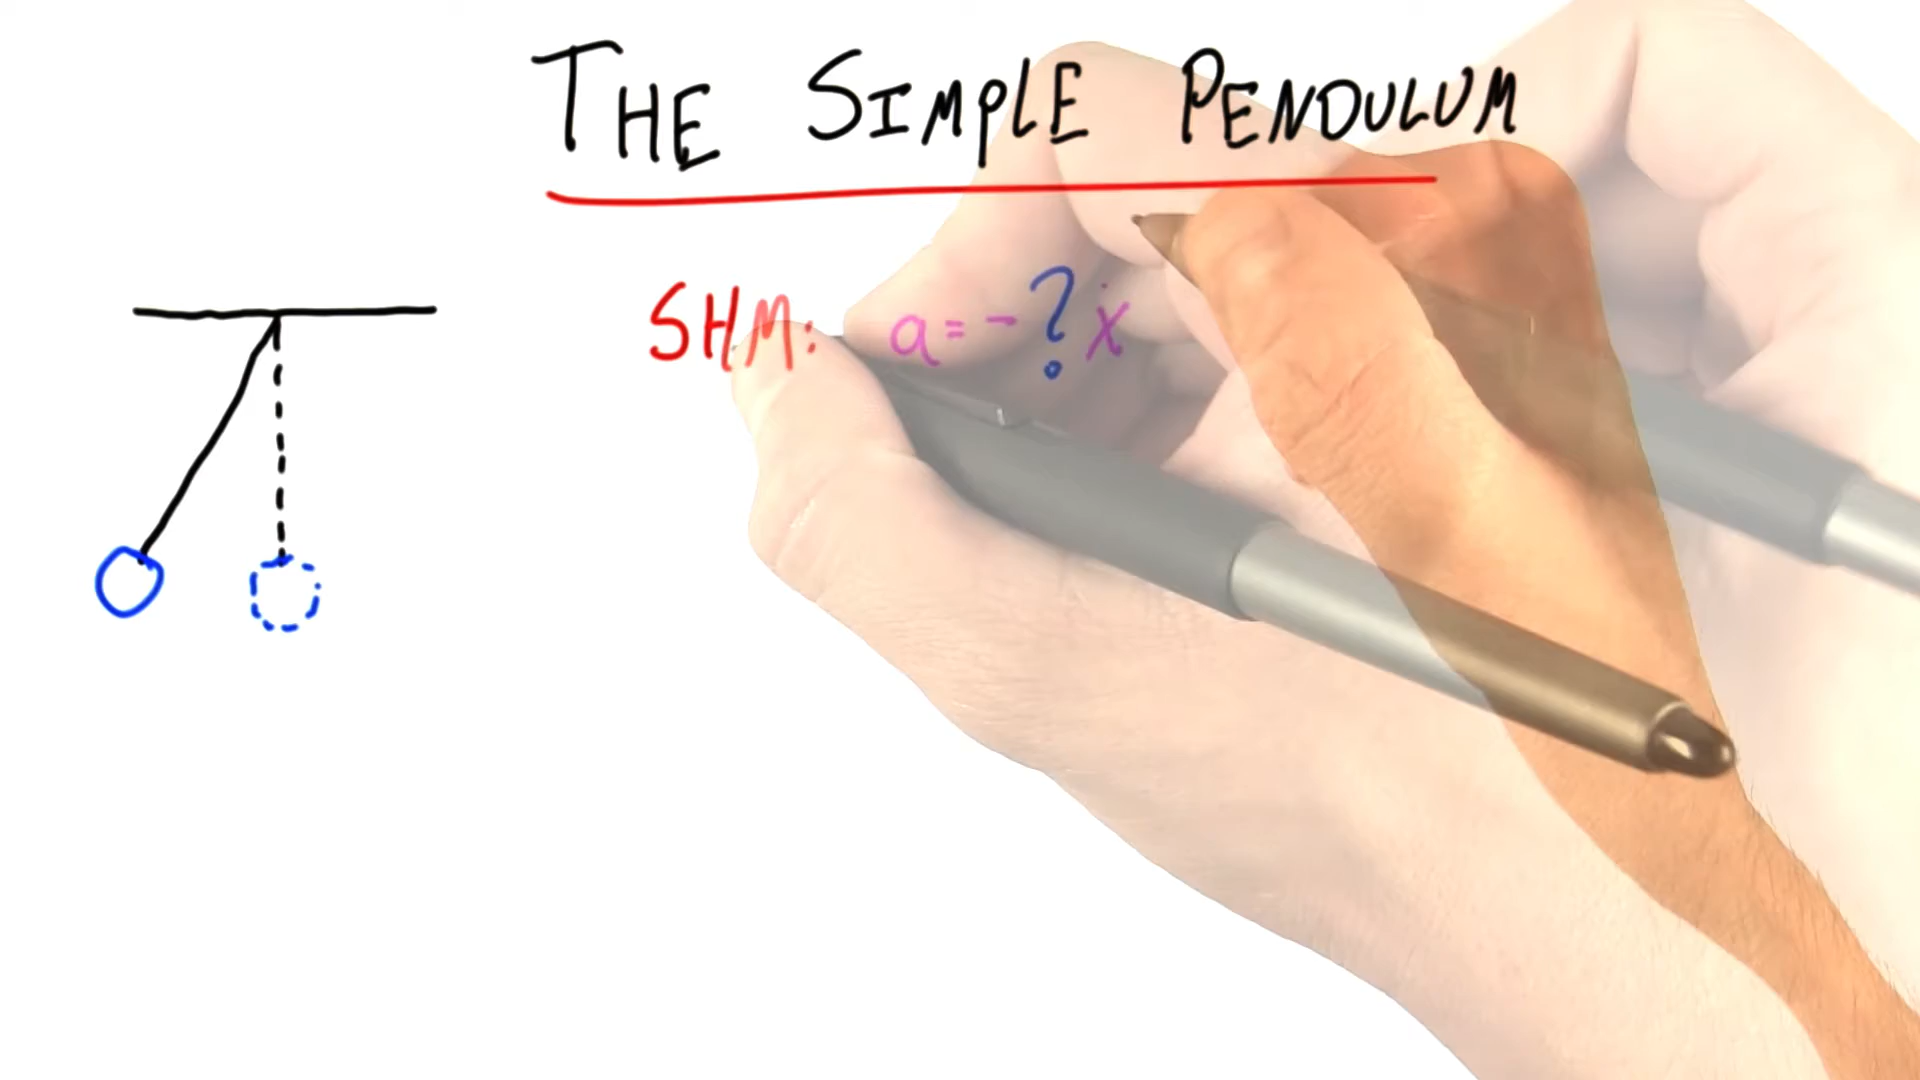 THE SIMPLE PENDULUM
SHM: a = - ? x